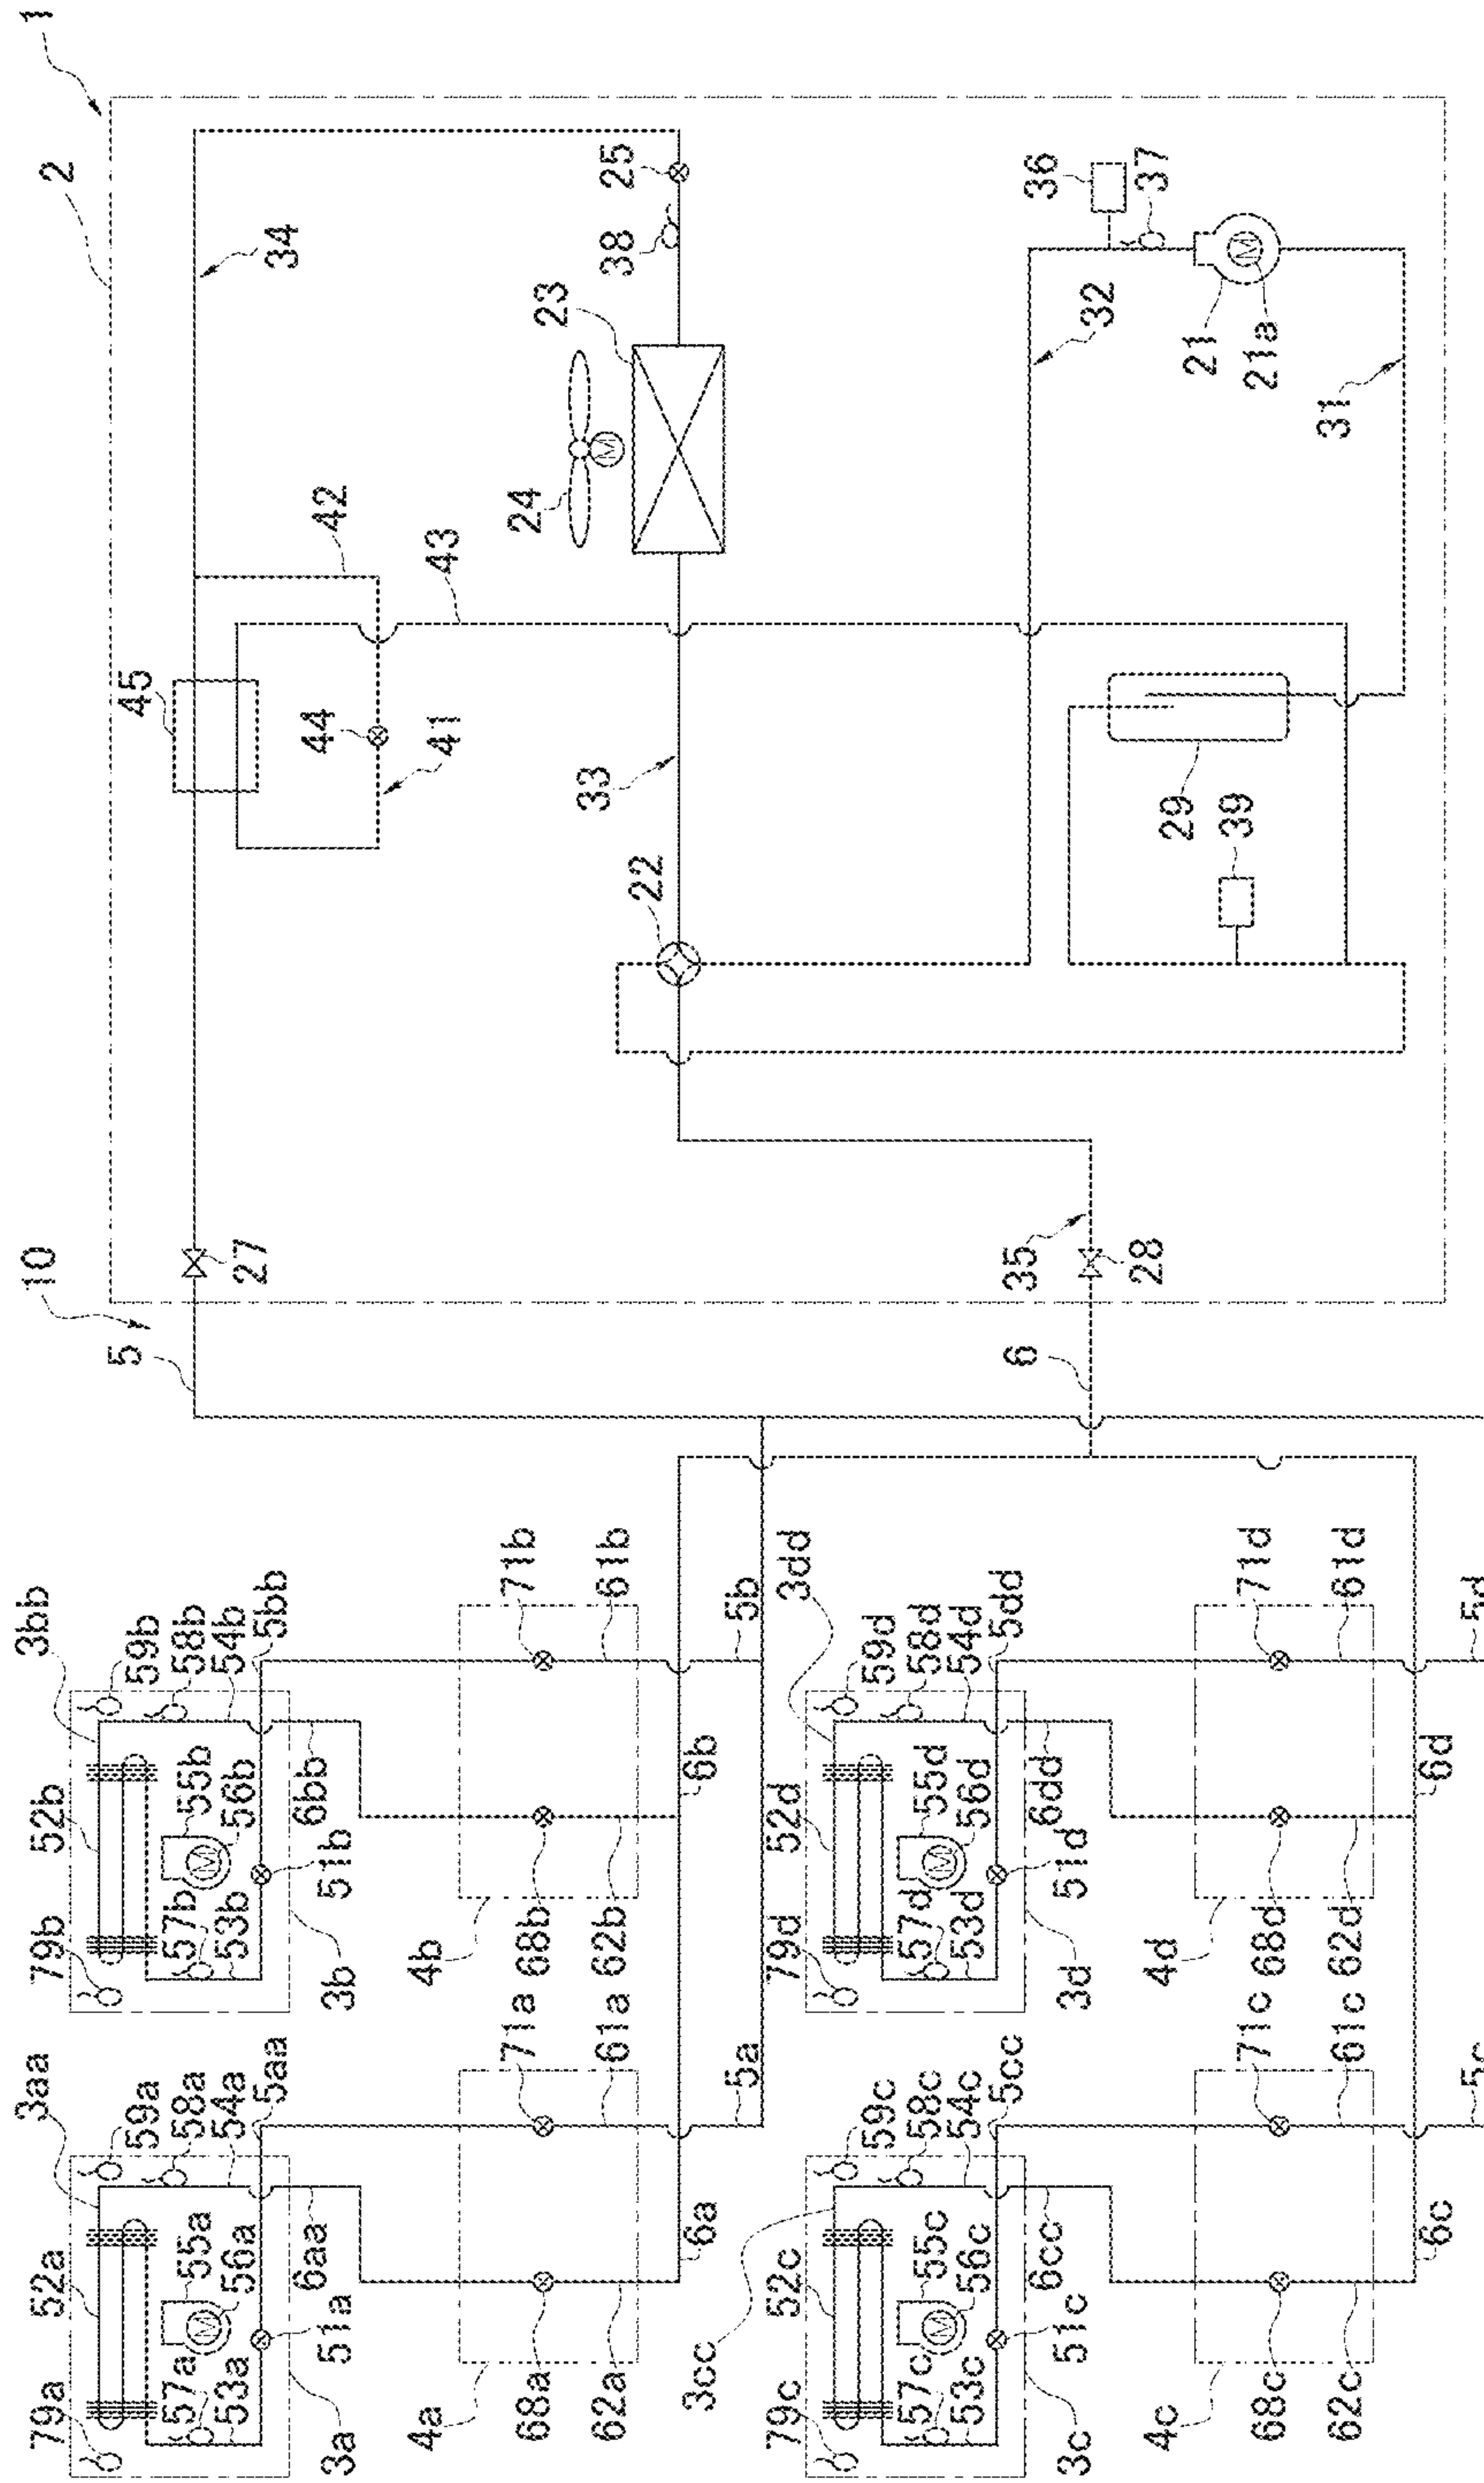 3aa 3bb 10 1
79a 52a 79b 52b 2
59a 59b 5 45
57a 58a 57b 58b
55a 55b
53a 56a 54a 53b 56b 54b 27
5aa 5bb 34
6aa 6bb 44
3a 51a 3b 51b 42
4a 4b 41 43
68a 71a 68b 71b 24
M 23
62a 61a 62b 61b 33 38 25
22
3cc 6a 6b
5a 5b
79c 52c 79d 52d 3dd
59c 59d
57c 58c 57d 58d
55c 55d
53c 56c 54c 53d 56d 54d
5cc 5dd 35 6
6cc 6dd 36
3c 51c 3d 51d 32
28 37
4c 4d 29
21
39
68c 71c 68d 71d 21a
31
62c 61c 62d 61d
6c 6d
5c 5d
M
M
M
M
M